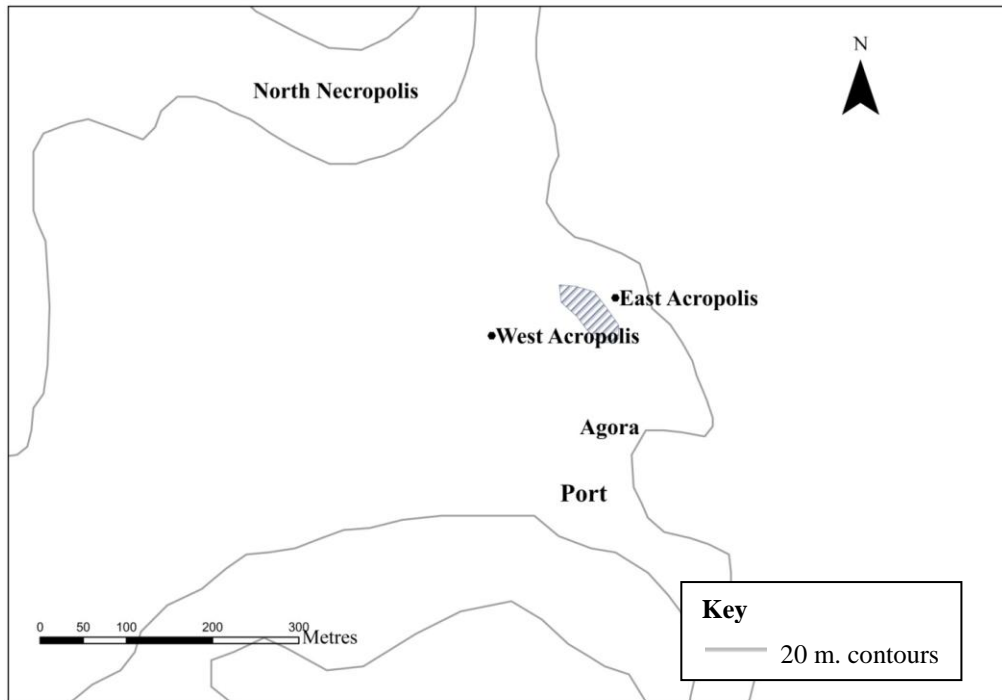 N
North Necropolis
East Acropolis
West Acropolis
Agora
Port
Key
20 m. contours
0 50 100 200 300
Metres